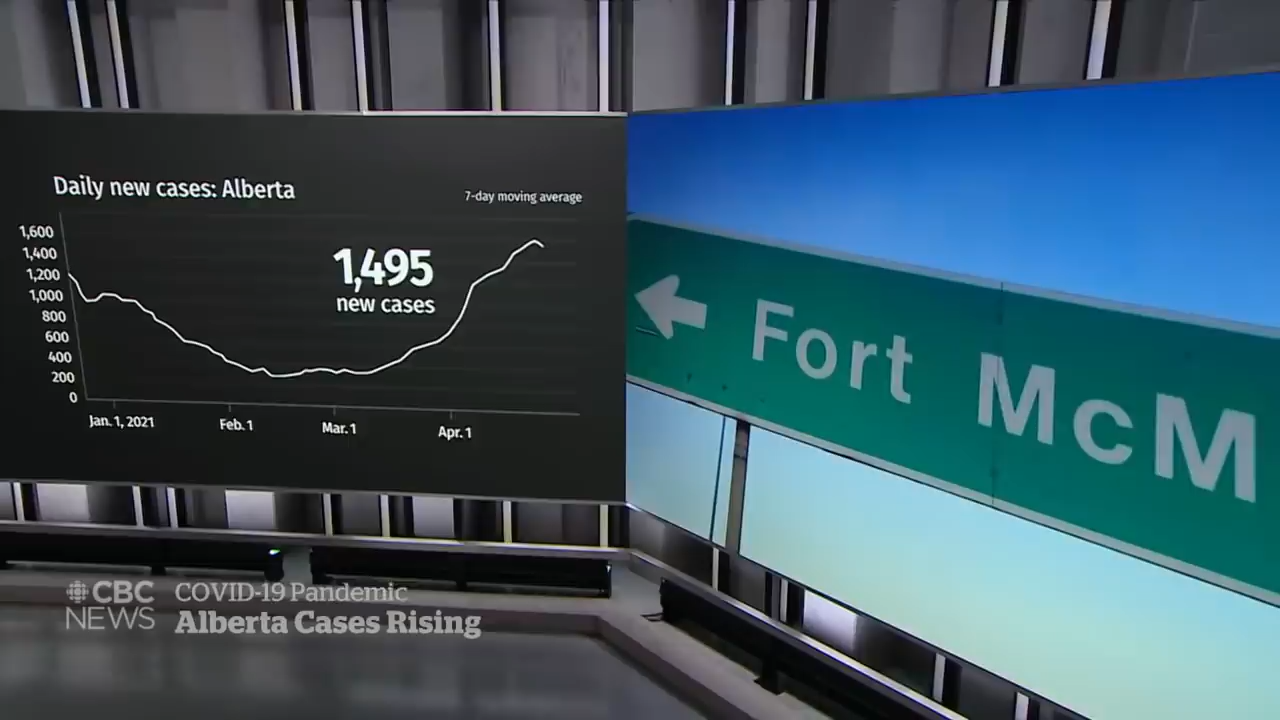 Daily new cases: Alberta
7-day moving average
1,600
1,400
1,200
1,000
800
600
400
200
0
1,495
new cases
Jan. 1, 2021
Feb. 1
Mar. 1
Apr. 1
Fort McM
CBC
NEWS
COVID-19 Pandemic
Alberta Cases Rising